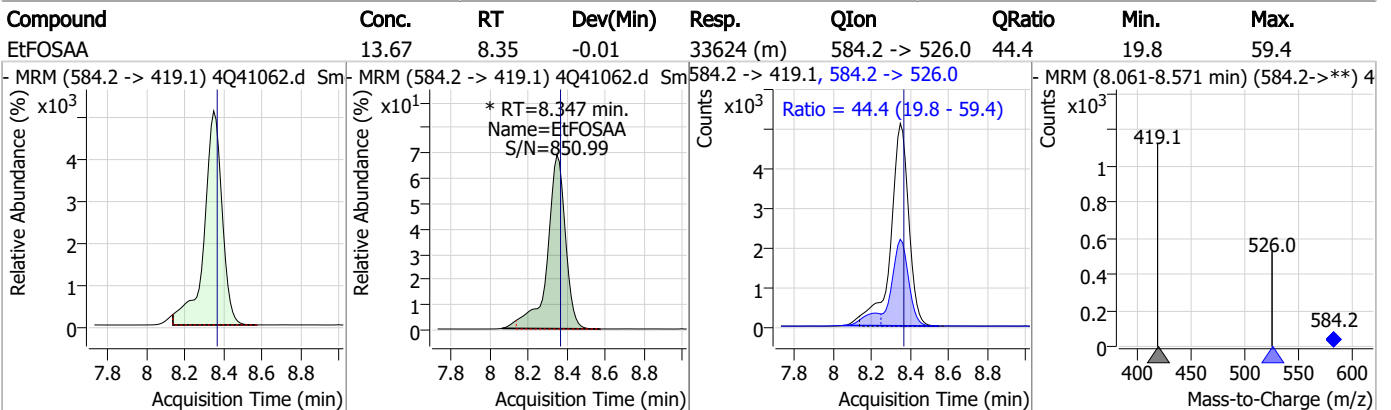 Compound Conc. RT Dev(Min) Resp. QIon QRatio Min. Max.
EtFOSAA 13.67 8.35 -0.01 33624 (m) 584.2 -> 526.0 44.4 19.8 59.4
- MRM (584.2 -> 419.1) 4Q41062.d Sm
x10³
Relative Abundance (%)
4
3
2
1
0
7.8 8 8.2 8.4 8.6 8.8
Acquisition Time (min)
- MRM (584.2 -> 419.1) 4Q41062.d Sm
x10¹
* RT=8.347 min.
Name=EtFOSAA
S/N=850.99
Relative Abundance (%)
7
6
5
4
3
2
1
0
7.8 8 8.2 8.4 8.6 8.8
Acquisition Time (min)
584.2 -> 419.1, 584.2 -> 526.0
x10³
Ratio = 44.4 (19.8 - 59.4)
Counts
4
3
2
1
0
7.8 8 8.2 8.4 8.6 8.8
Acquisition Time (min)
- MRM (8.061-8.571 min) (584.2->**) 4
x10³
Counts
419.1
526.0
584.2
1
0.8
0.6
0.4
0.2
0
400 450 500 550 600
Mass-to-Charge (m/z)